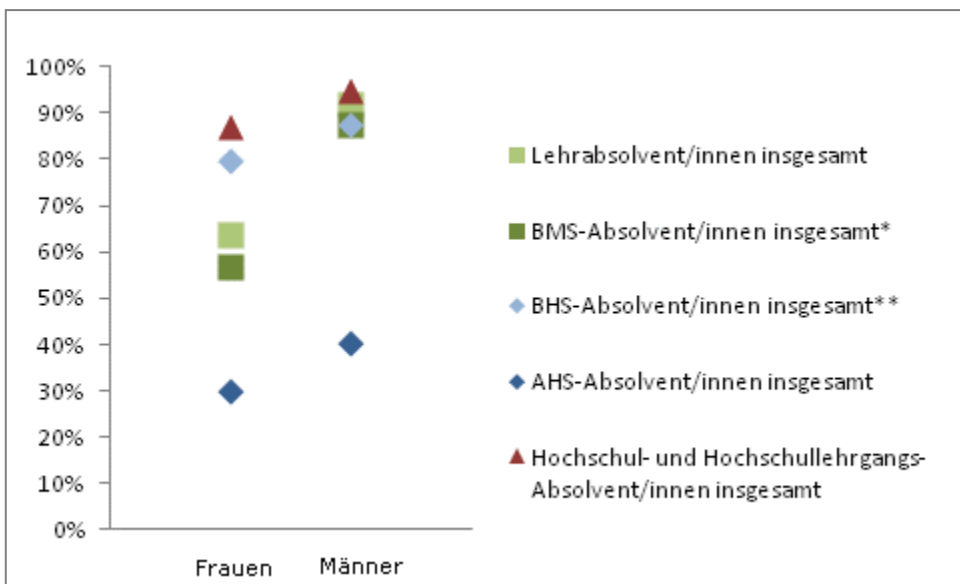 100%
90%
80%
70%
60%
50%
40%
30%
20%
10%
0%
Frauen
Männer
Lehrabsolvent/innen insgesamt
BMS-Absolvent/innen insgesamt*
BHS-Absolvent/innen insgesamt**
AHS-Absolvent/innen insgesamt
Hochschul- und Hochschullehrgangs-
Absolvent/innen insgesamt